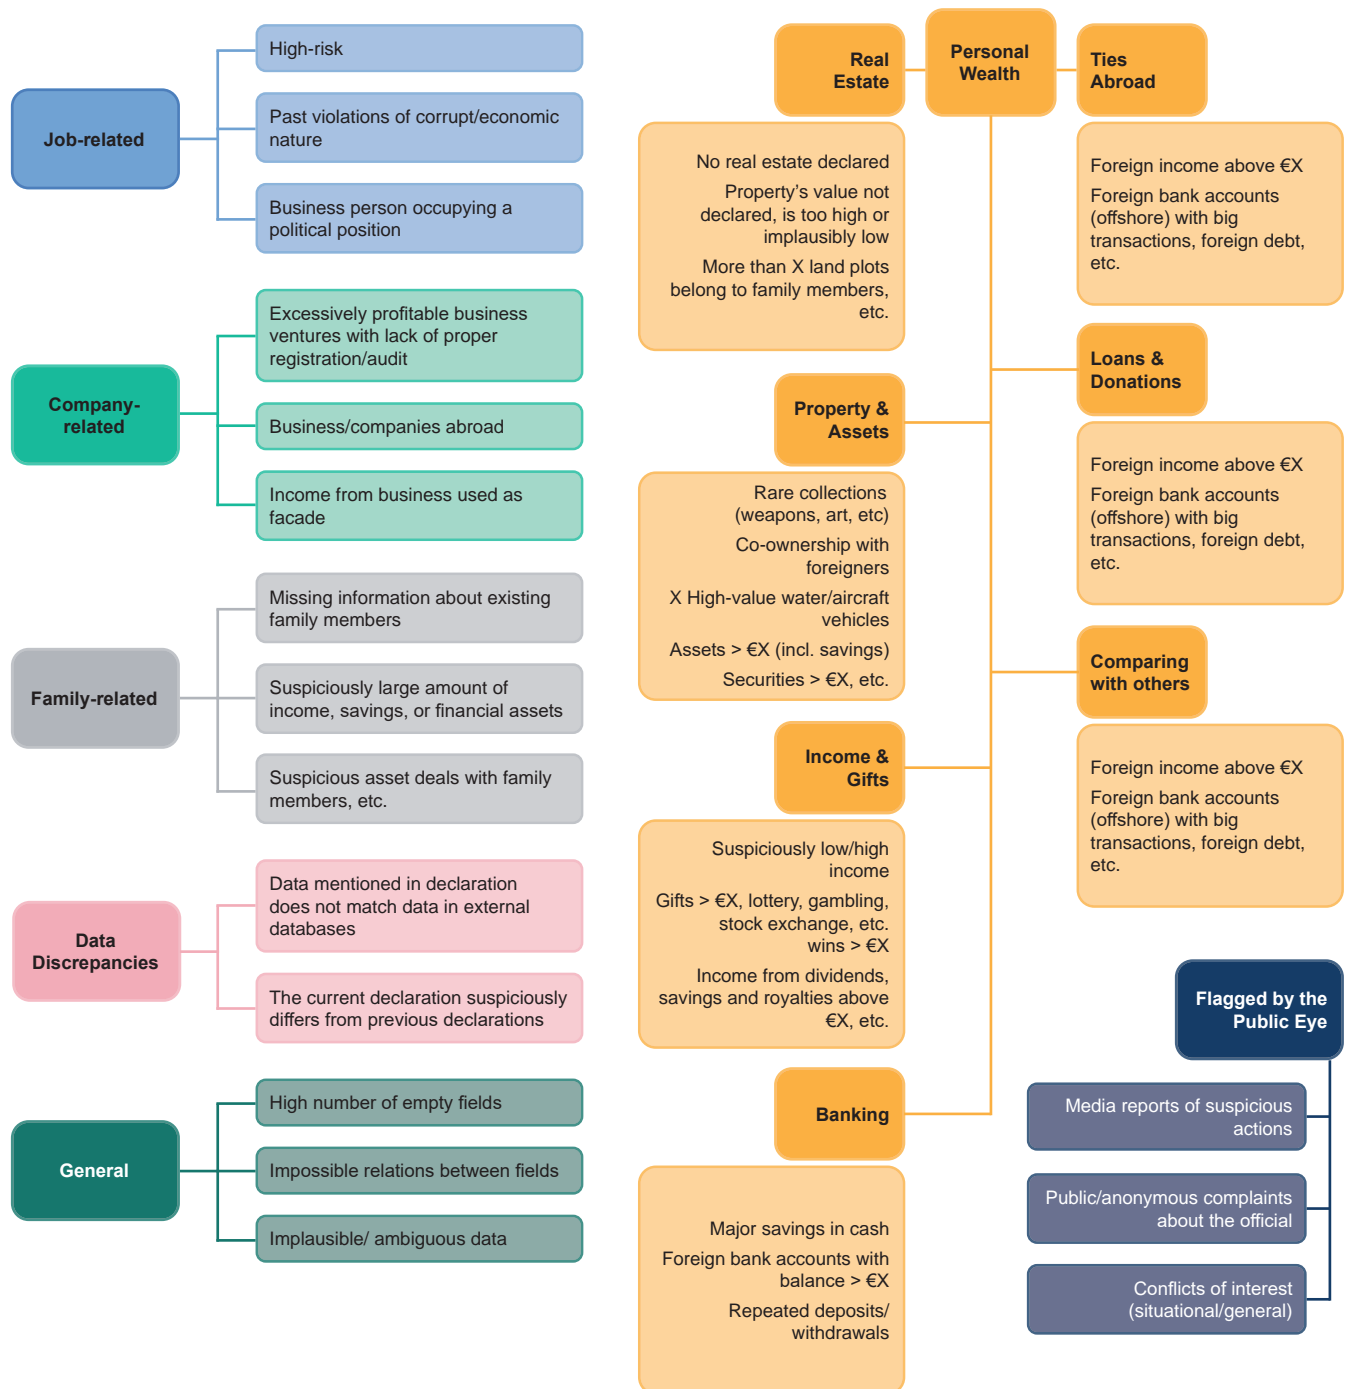 Job-related
High-risk
Past violations of corrupt/economic
nature
Business person occupying a
political position
Company-
related
Excessively profitable business
ventures with lack of proper
registration/audit
Business/companies abroad
Income from business used as
facade
Family-related
Missing information about existing
family members
Suspiciously large amount of
income, savings, or financial assets
Suspicious asset deals with family
members, etc.
Data
Discrepancies
Data mentioned in declaration
does not match data in external
databases
The current declaration suspiciously
differs from previous declarations
General
High number of empty fields
Impossible relations between fields
Implausible/ ambiguous data
Personal
Wealth
Real
Estate
No real estate declared
Property’s value not
declared, is too high or
implausibly low
More than X land plots
belong to family members,
etc.
Property &
Assets
Rare collections
(weapons, art, etc)
Co-ownership with
foreigners
X High-value water/aircraft
vehicles
Assets > €X (incl. savings)
Securities > €X, etc.
Income &
Gifts
Suspiciously low/high
income
Gifts > €X, lottery, gambling,
stock exchange, etc.
wins > €X
Income from dividends,
savings and royalties above
€X, etc.
Banking
Major savings in cash
Foreign bank accounts with
balance > €X
Repeated deposits/
withdrawals
Ties
Abroad
Foreign income above €X
Foreign bank accounts
(offshore) with big
transactions, foreign debt,
etc.
Loans &
Donations
Foreign income above €X
Foreign bank accounts
(offshore) with big
transactions, foreign debt,
etc.
Comparing
with others
Foreign income above €X
Foreign bank accounts
(offshore) with big
transactions, foreign debt,
etc.
Flagged by the
Public Eye
Media reports of suspicious
actions
Public/anonymous complaints
about the official
Conflicts of interest
(situational/general)